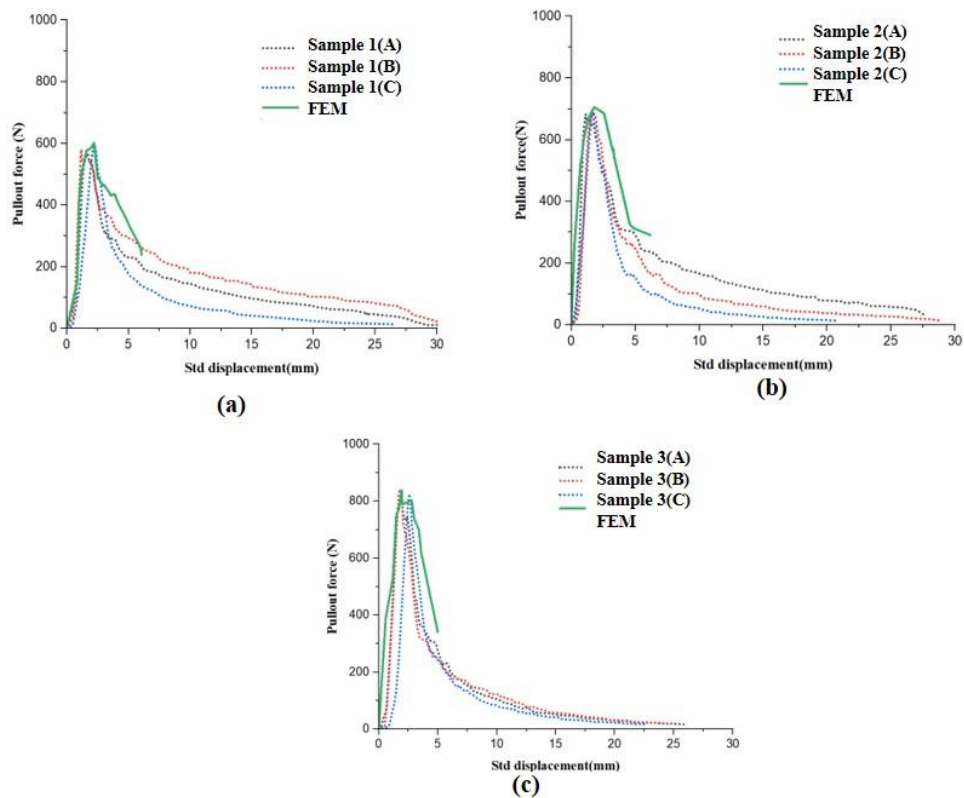 1000
800
600
400
200
0
Pullout force (N)
Sample 1(A)
Sample 1(B)
Sample 1(C)
FEM
0 5 10 15 20 25 30
Std displacement(mm)
(a)
1000
800
600
400
200
0
Pullout force(N)
Sample 2(A)
Sample 2(B)
Sample 2(C)
FEM
0 5 10 15 20 25 30
Std displacement(mm)
(b)
1000
800
600
400
200
0
Pullout force (N)
Sample 3(A)
Sample 3(B)
Sample 3(C)
FEM
0 5 10 15 20 25 30
Std displacement(mm)
(c)